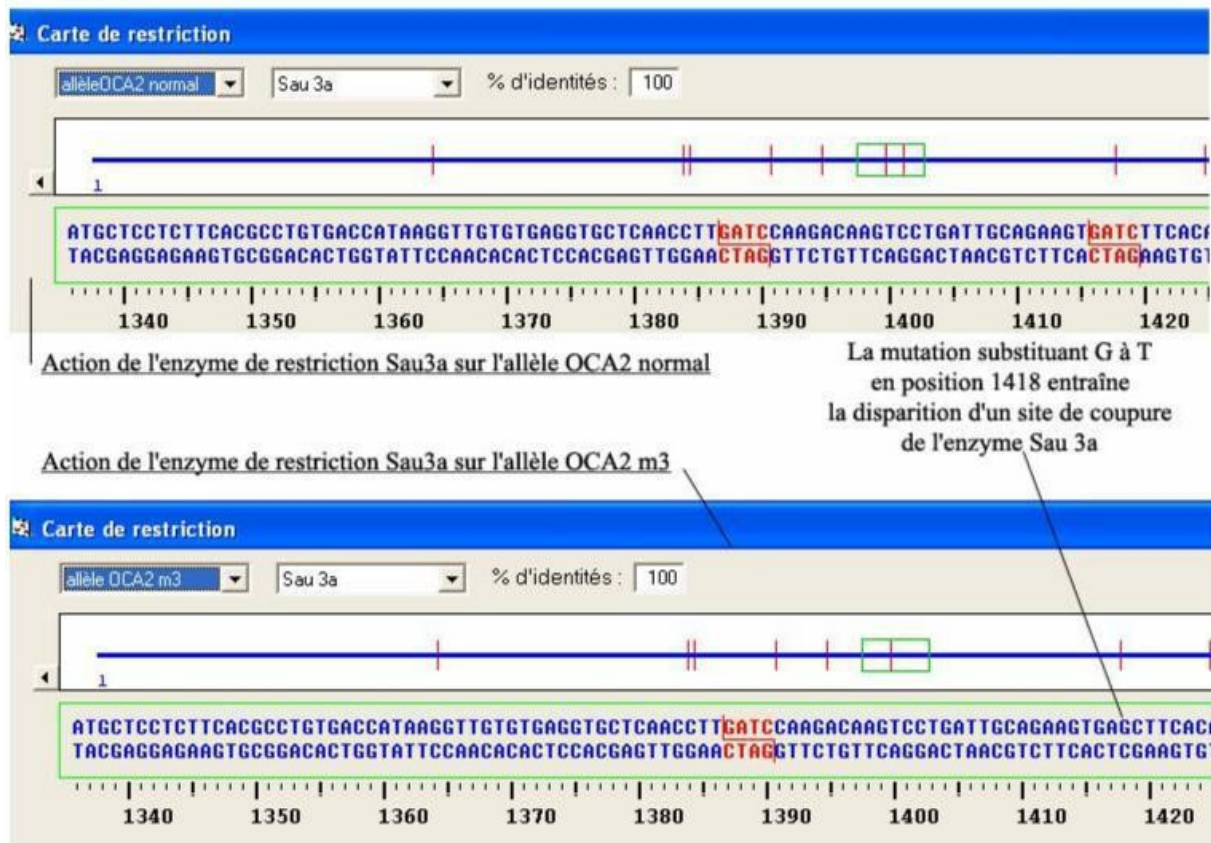 Carte de restriction
allèleOCA2 normal Sau 3a % d'identités : 100
1
ATGCTCCTCTTCACGCCTGTGACCATAAGGTTGTGTGAGGTGCTCAACCTTGATCCAAGACAAGTCCTGATTGCAGAAGTGATCTTCACA
TACGAGGAGAAGTGCGGACACTGGTATTCCAACACACTCCACGAGTTGGAACTAGGTTCTGTTCAGGACTAACGTCTTCACTAGAAGTGT
1340 1350 1360 1370 1380 1390 1400 1410 1420
Action de l'enzyme de restriction Sau3a sur l'allèle OCA2 normal
La mutation substituant G à T
en position 1418 entraîne
la disparition d'un site de coupure
de l'enzyme Sau 3a
Action de l'enzyme de restriction Sau3a sur l'allèle OCA2 m3
Carte de restriction
allèle OCA2 m3 Sau 3a % d'identités : 100
1
ATGCTCCTCTTCACGCCTGTGACCATAAGGTTGTGTGAGGTGCTCAACCTTGATCCAAGACAAGTCCTGATTGCAGAAGTGAGCTTCACA
TACGAGGAGAAGTGCGGACACTGGTATTCCAACACACTCCACGAGTTGGAACTAGGTTCTGTTCAGGACTAACGTCTTCACTCGAAGTGT
1340 1350 1360 1370 1380 1390 1400 1410 1420